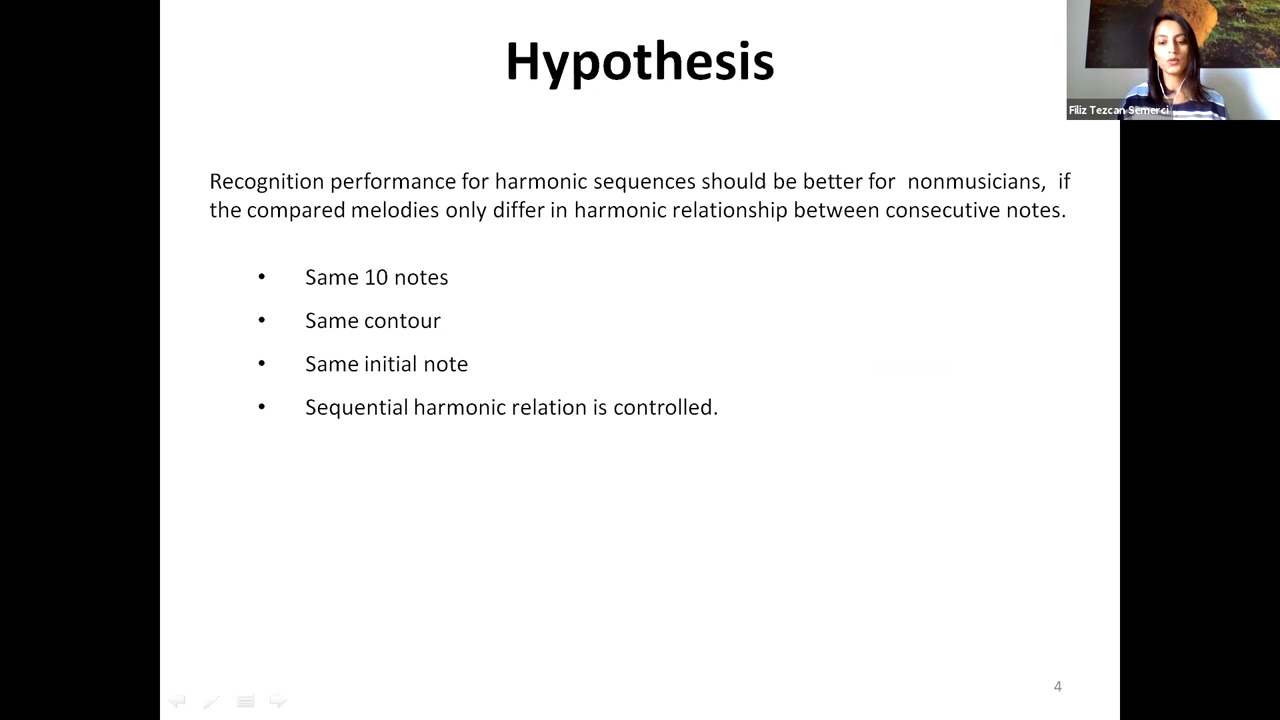 Hypothesis
Filiz Tezcan Semerci
Recognition performance for harmonic sequences should be better for nonmusicians, if
the compared melodies only differ in harmonic relationship between consecutive notes.
• Same 10 notes
• Same contour
• Same initial note
• Sequential harmonic relation is controlled.
4